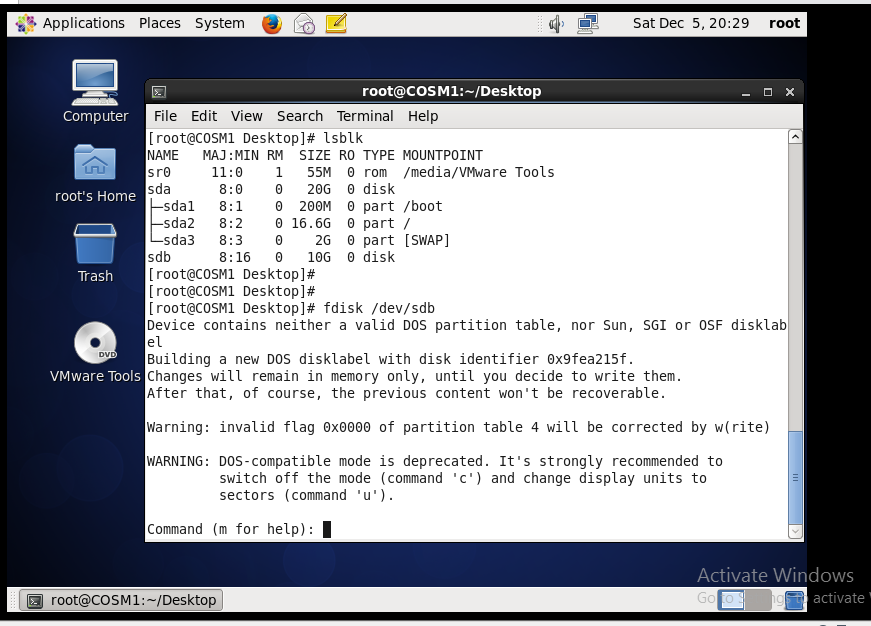 Applications Places System Sat Dec 5, 20:29 root
Computer
root's Home
Trash
DVD
VMware Tools
root@COSM1:~/Desktop
File Edit View Search Terminal Help
[root@COSM1 Desktop]# lsblk
NAME   MAJ:MIN RM  SIZE RO TYPE MOUNTPOINT
sr0     11:0    1   55M  0 rom  /media/VMware Tools
sda      8:0    0   20G  0 disk
├─sda1   8:1    0  200M  0 part /boot
├─sda2   8:2    0 16.6G  0 part /
└─sda3   8:3    0    2G  0 part [SWAP]
sdb      8:16   0   10G  0 disk
[root@COSM1 Desktop]#
[root@COSM1 Desktop]#
[root@COSM1 Desktop]# fdisk /dev/sdb
Device contains neither a valid DOS partition table, nor Sun, SGI or OSF disklab
el
Building a new DOS disklabel with disk identifier 0x9fea215f.
Changes will remain in memory only, until you decide to write them.
After that, of course, the previous content won't be recoverable.
Warning: invalid flag 0x0000 of partition table 4 will be corrected by w(rite)
WARNING: DOS-compatible mode is deprecated. It's strongly recommended to
         switch off the mode (command 'c') and change display units to
         sectors (command 'u').
Command (m for help):
Activate Windows
Go to activate
root@COSM1:~/Desktop